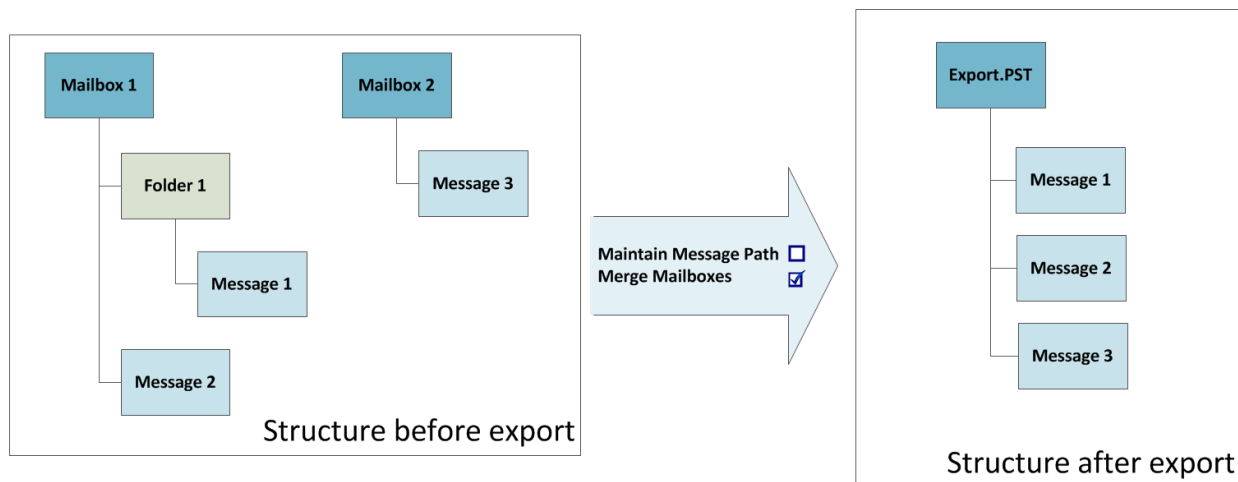 Mailbox 1
Mailbox 2
Folder 1
Message 3
Message 1
Message 2
Structure before export
Maintain Message Path
Merge Mailboxes
Export.PST
Message 1
Message 2
Message 3
Structure after export